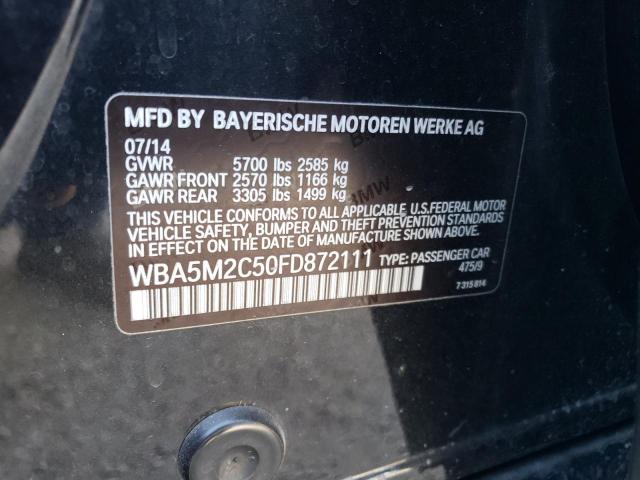 MFD BY BAYERISCHE MOTOREN WERKE AG
07/14
GVWR 5700 lbs 2585 kg
GAWR FRONT 2570 lbs 1166 kg
GAWR REAR 3305 lbs 1499 kg
THIS VEHICLE CONFORMS TO ALL APPLICABLE U.S.FEDERAL MOTOR
VEHICLE SAFETY, BUMPER AND THEFT PREVENTION STANDARDS
IN EFFECT ON THE DATE OF MANUFACTURE SHOWN ABOVE.
WBA5M2C50FD872111 TYPE: PASSENGER CAR
475/9
7 315 814
BMW